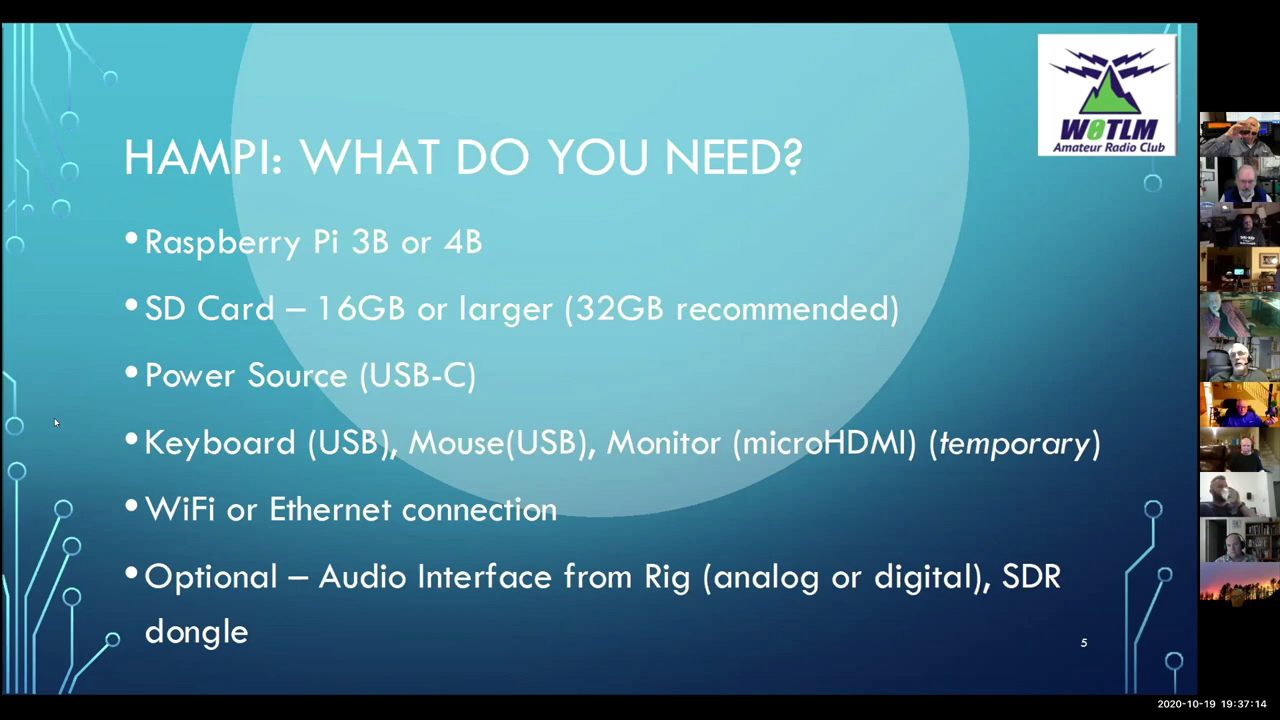 WØTLM
Amateur Radio Club
HAMPI: WHAT DO YOU NEED?
•Raspberry Pi 3B or 4B
•SD Card – 16GB or larger (32GB recommended)
•Power Source (USB-C)
•Keyboard (USB), Mouse(USB), Monitor (microHDMI) (temporary)
•WiFi or Ethernet connection
•Optional – Audio Interface from Rig (analog or digital), SDR
dongle
5
2020-10-19 19:37:14